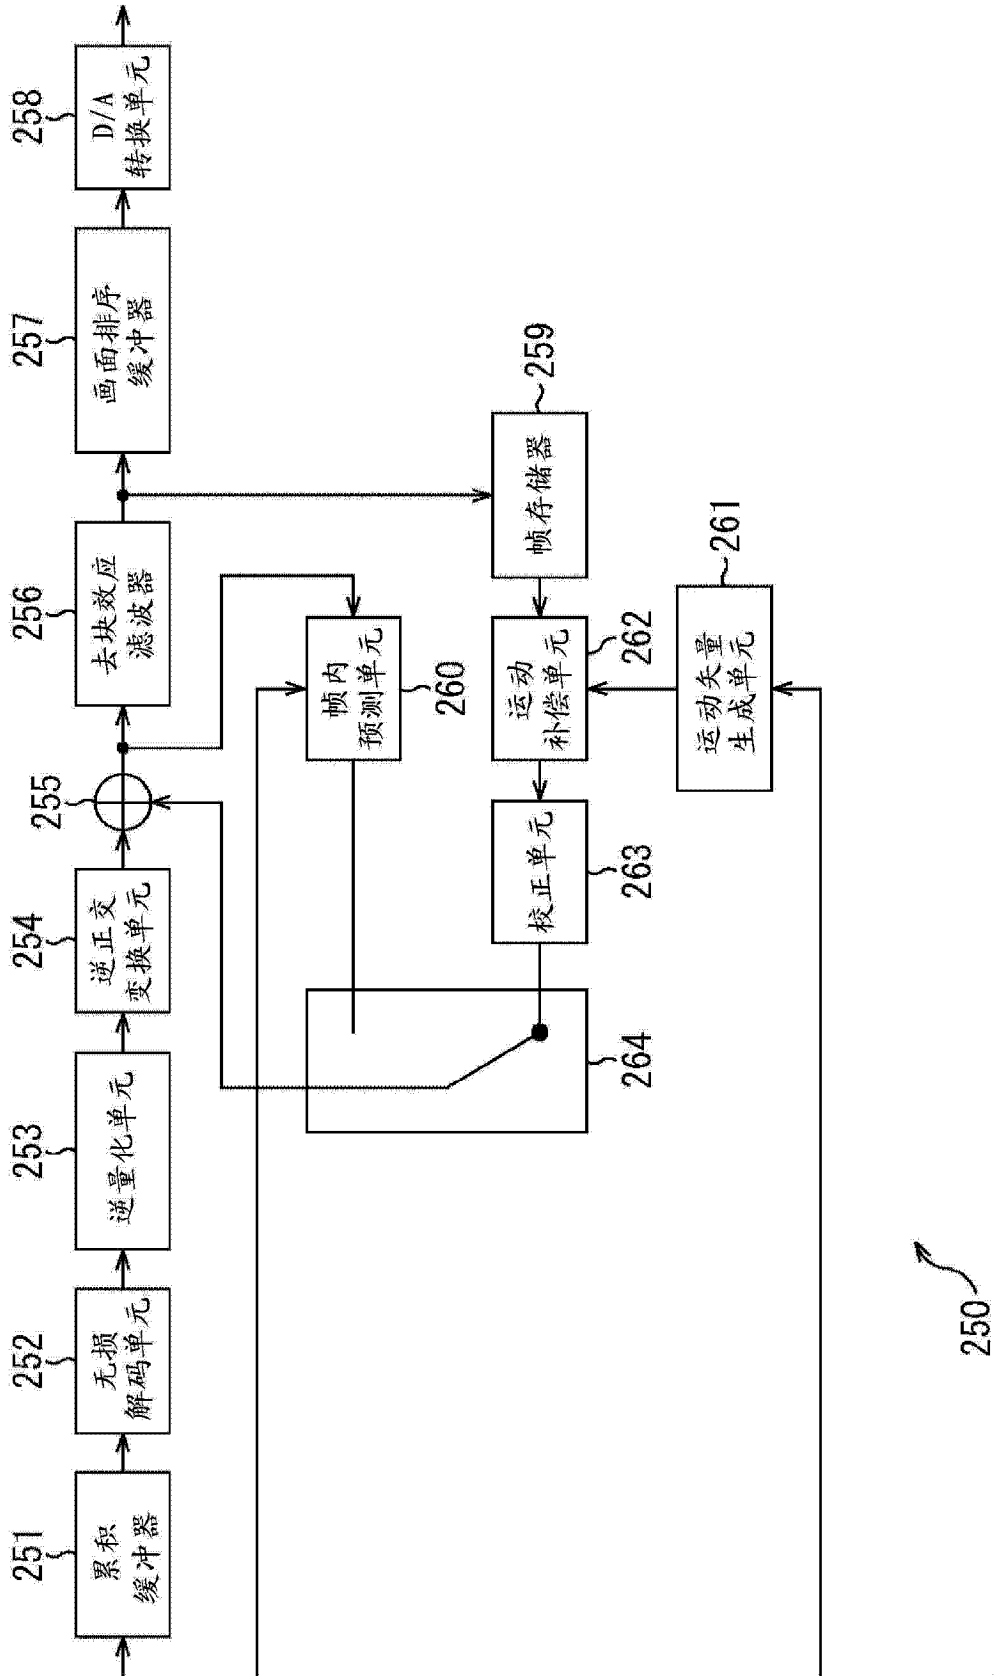 251
累积
缓冲器
252
无损
解码单元
253
逆量化单元
254
逆正交
变换单元
255
256
去块效应
滤波器
257
画面排序
缓冲器
258
D/A
转换单元
259
帧存储器
260
帧内
预测单元
261
运动矢量
生成单元
262
运动
补偿单元
263
校正单元
264
250